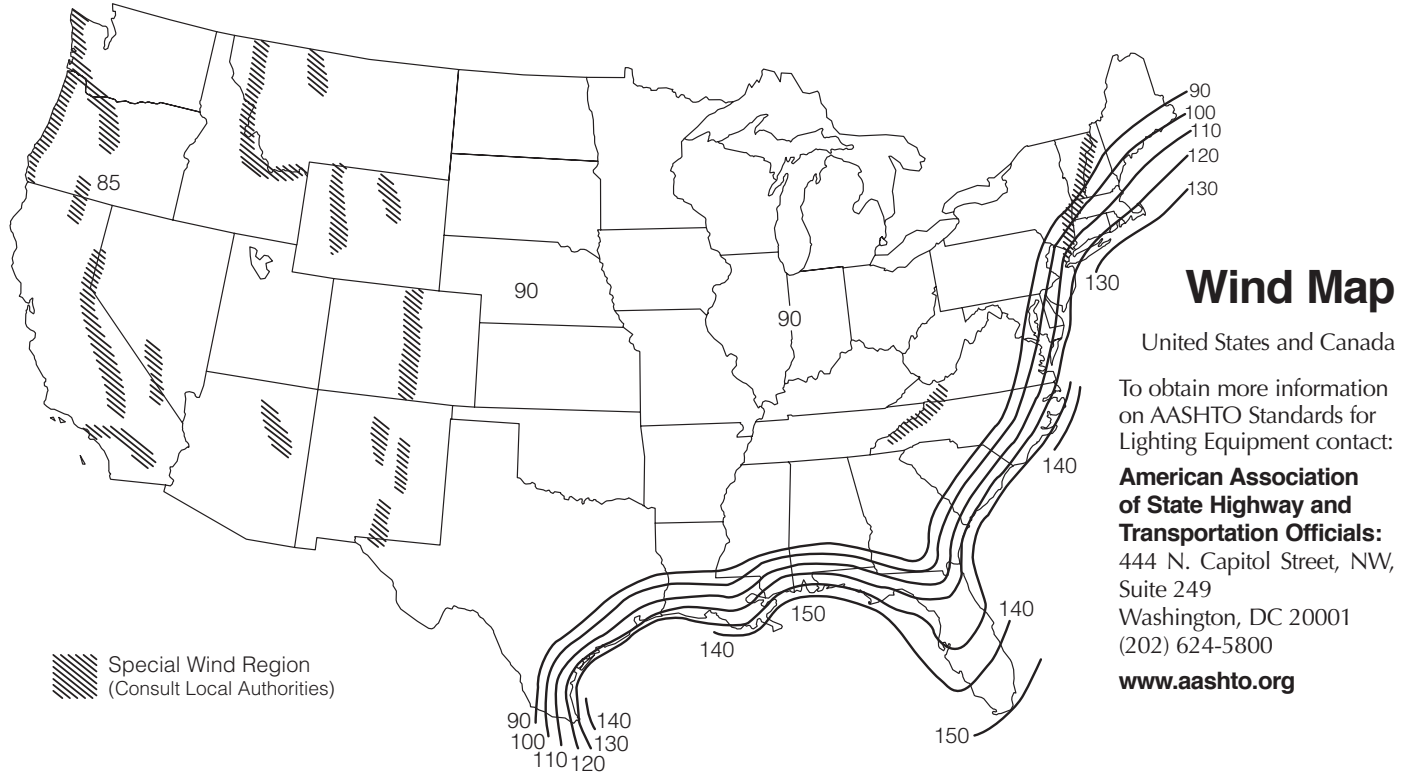 90
100
110
120
130
85
130
Wind Map
90
90
United States and Canada
To obtain more information
on AASHTO Standards for
Lighting Equipment contact:
140
American Association
of State Highway and
Transportation Officials:
444 N. Capitol Street, NW,
Suite 249
Washington, DC 20001
(202) 624-5800
www.aashto.org
140
150
140
Special Wind Region
(Consult Local Authorities)
90
100
110
120
130
140
150